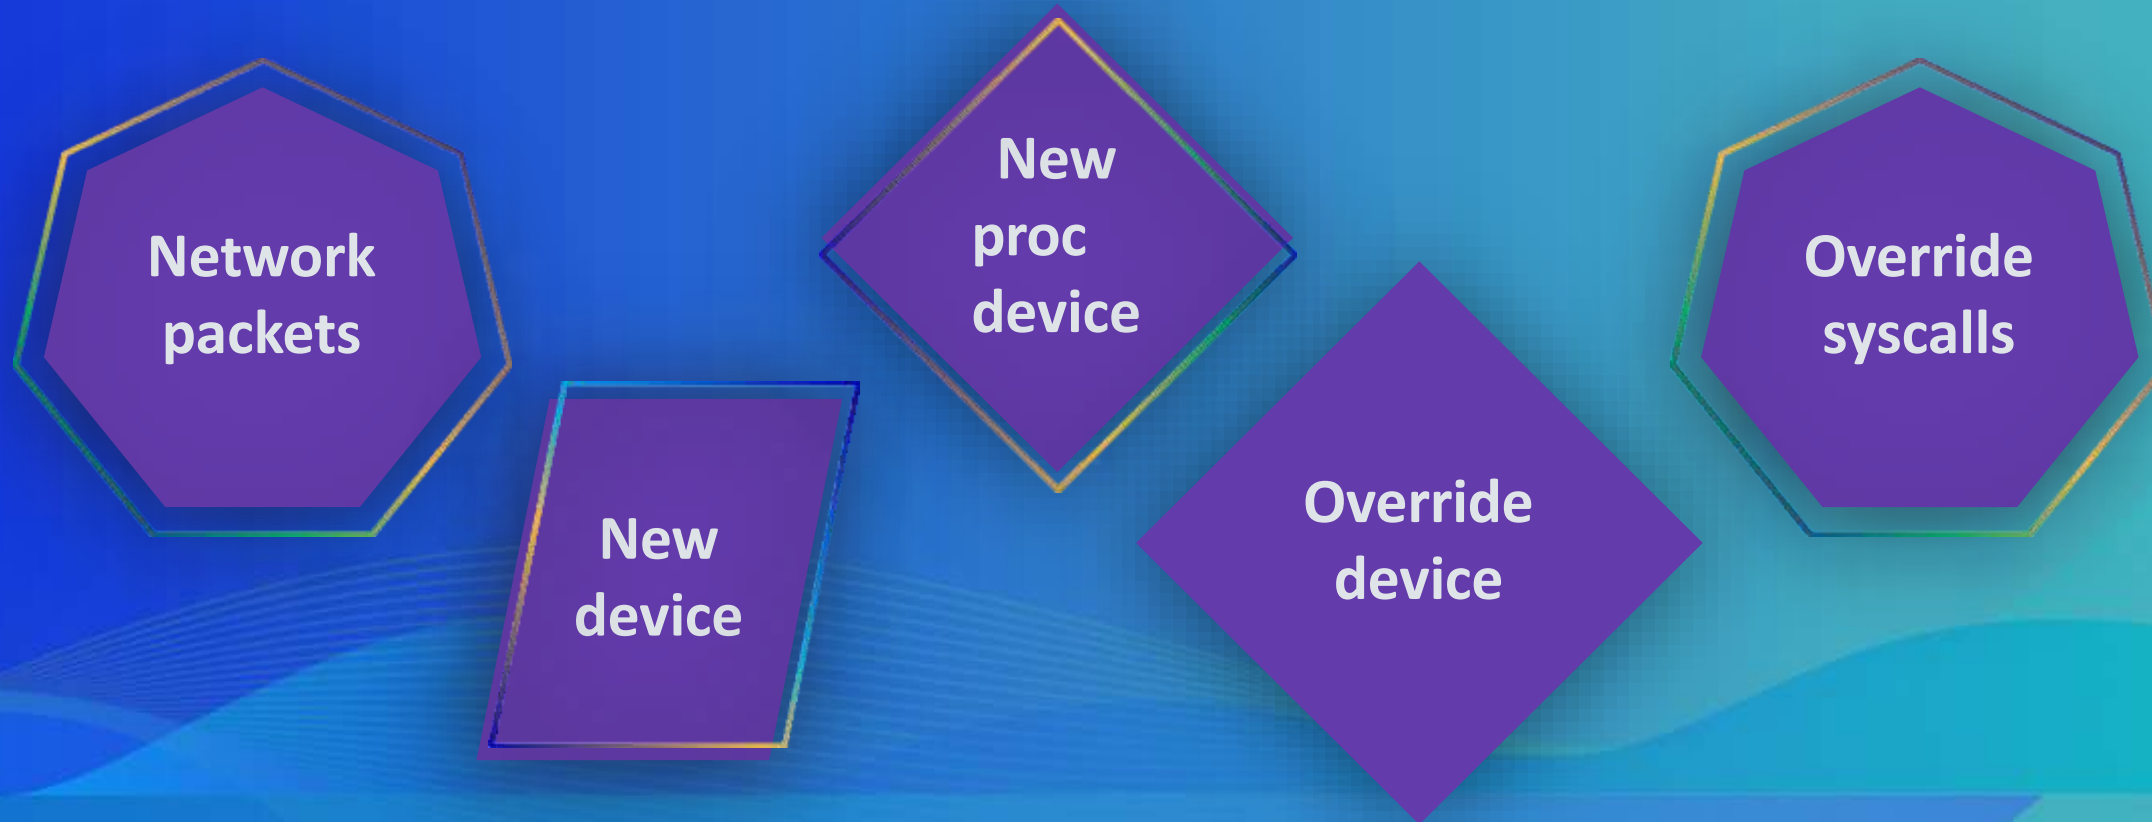 Network
packets
New
device
New
proc
device
Override
device
Override
syscalls